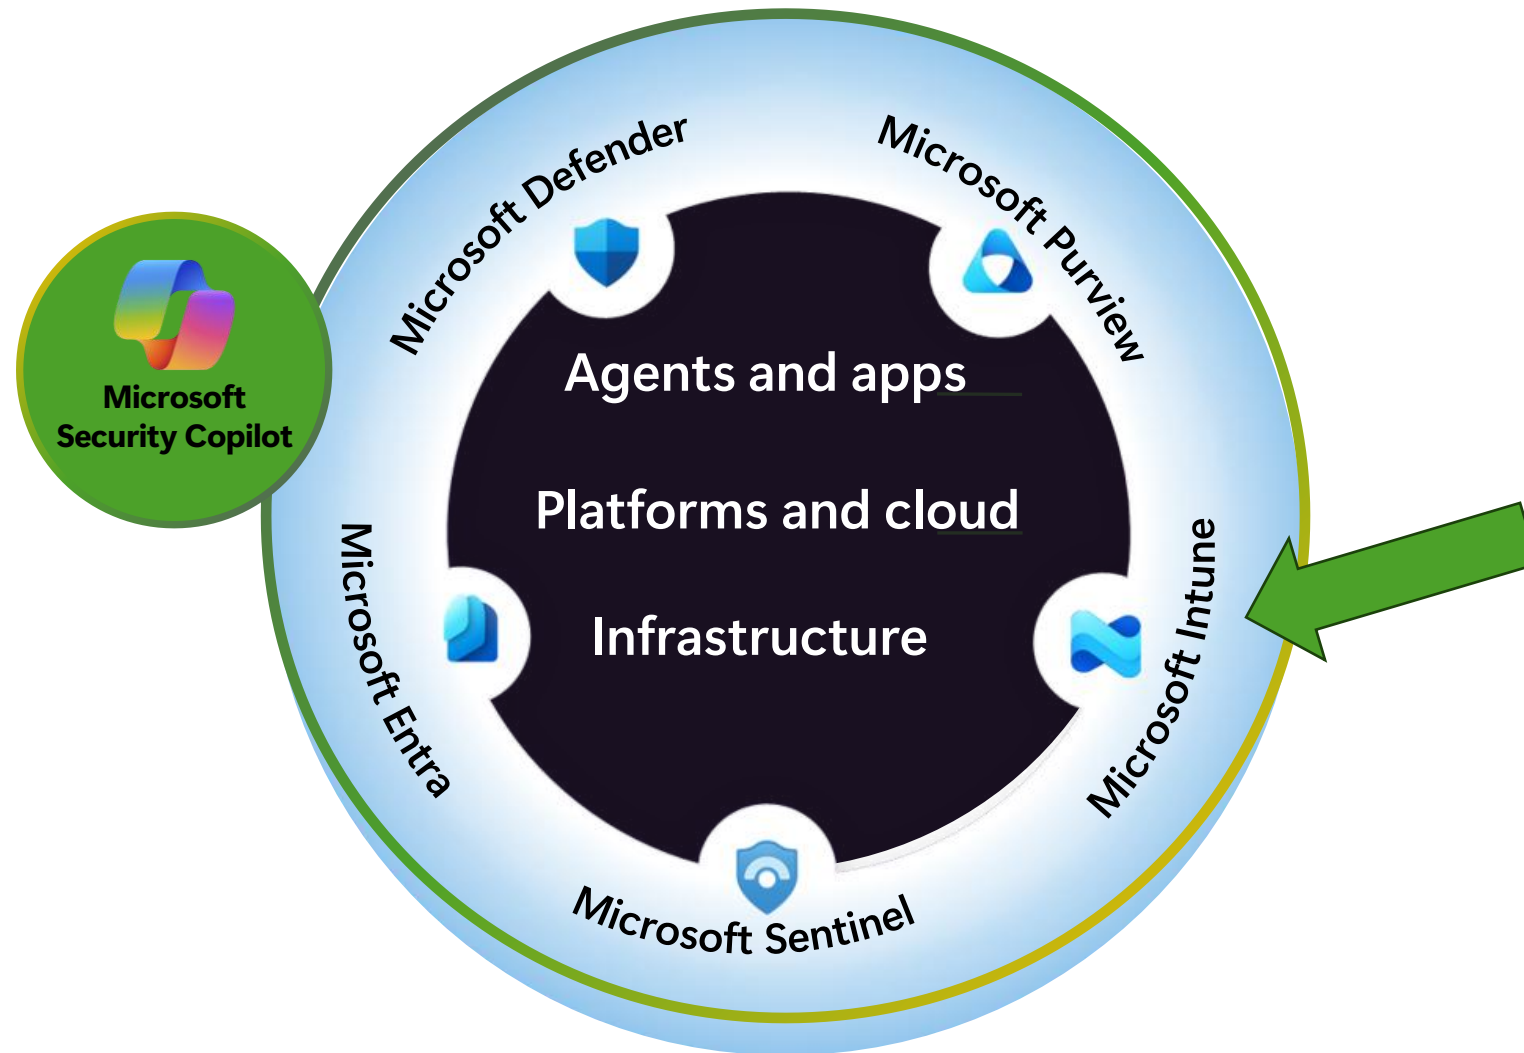 Microsoft Defender
Microsoft Purview
Microsoft
Security Copilot
Agents and apps
Platforms and cloud
Infrastructure
Microsoft Entra
Microsoft Intune
Microsoft Sentinel